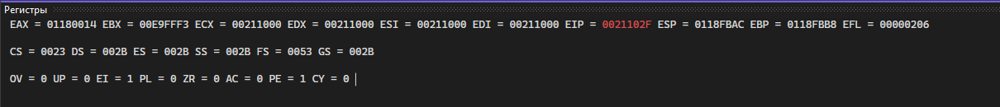 Регистры
EAX = 01180014 EBX = 00E9FFF3 ECX = 00211000 EDX = 00211000 ESI = 00211000 EDI = 00211000 EIP = 0021102F ESP = 0118FBAC EBP = 0118FBB8 EFL = 00000206
CS = 0023 DS = 002B ES = 002B SS = 002B FS = 0053 GS = 002B
OV = 0 UP = 0 EI = 1 PL = 0 ZR = 0 AC = 0 PE = 1 CY = 0